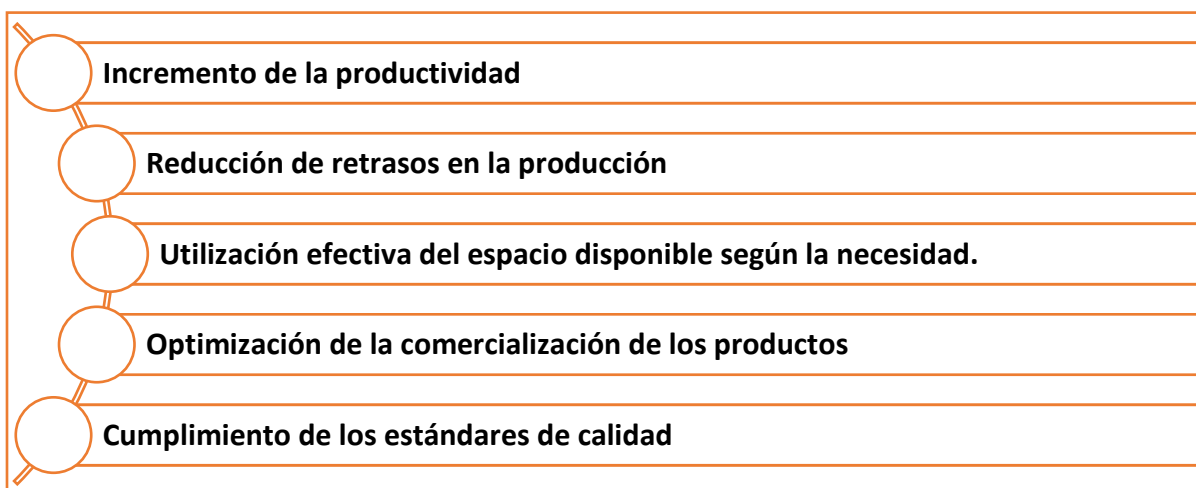 Incremento de la productividad
Reducción de retrasos en la producción
Utilización efectiva del espacio disponible según la necesidad.
Optimización de la comercialización de los productos
Cumplimiento de los estándares de calidad